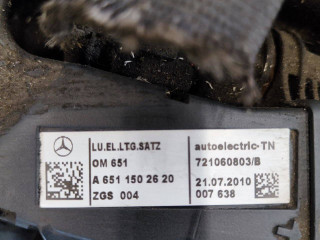 LU.EL.LTG.SATZ
OM 651
A 651 150 26 20
ZGS 004
autoelectric-TN
721060803/B
21.07.2010
007 638